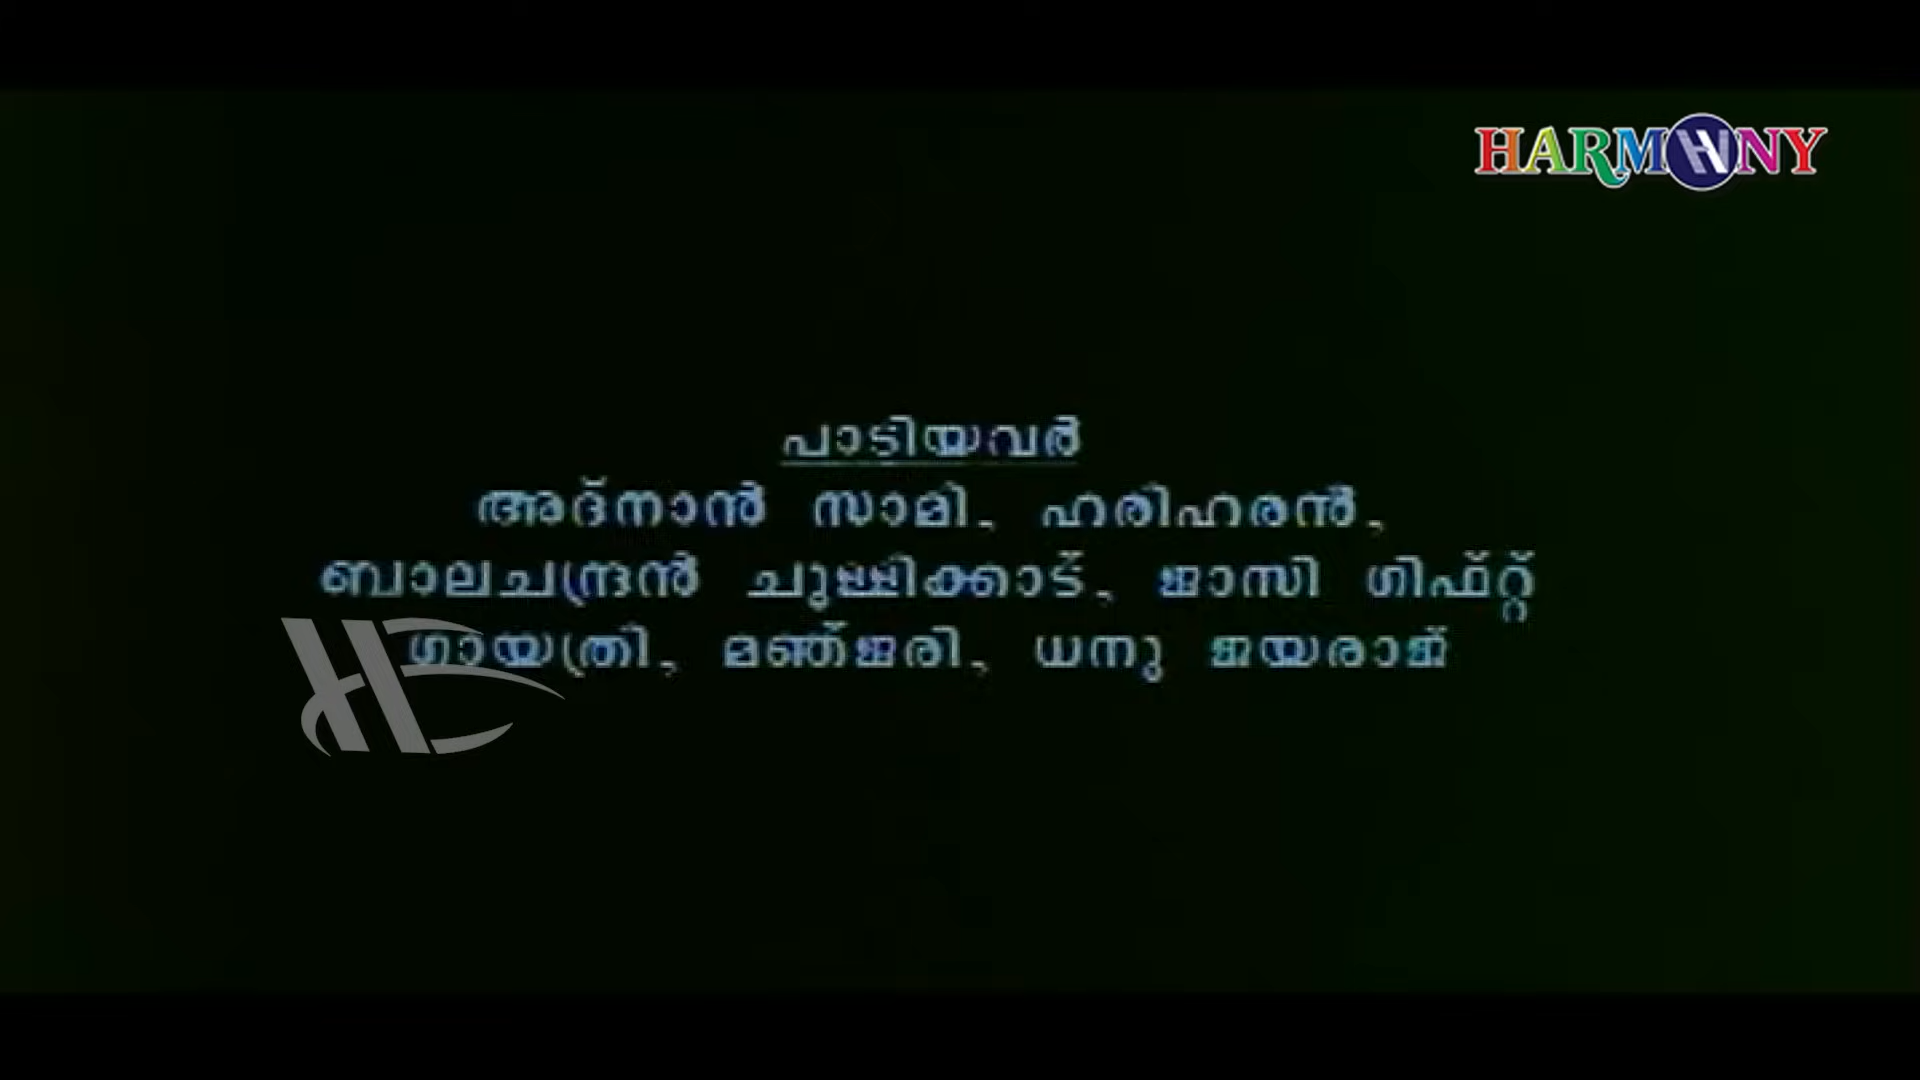 HARMONY
പാടിയവർ
അദ്നാൻ സാമി, ഹരിഹരൻ,
ബാലചന്ദ്രൻ ചുള്ളിക്കാട്, ജാസി ഗിഫ്റ്റ്
ഗായത്രി, മഞ്ജരി, ധനു ജയരാജ്